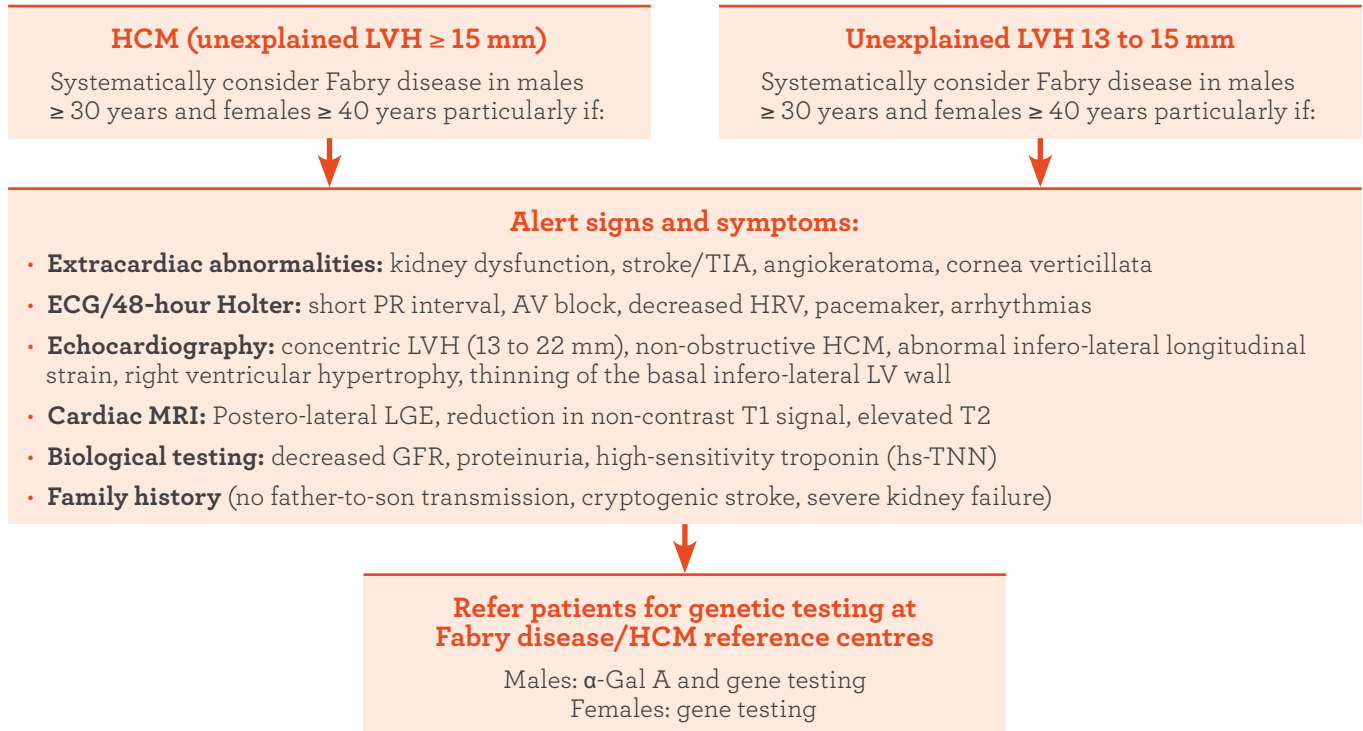 HCM (unexplained LVH ≥ 15 mm)
Systematically consider Fabry disease in males
≥ 30 years and females ≥ 40 years particularly if:
Unexplained LVH 13 to 15 mm
Systematically consider Fabry disease in males
≥ 30 years and females ≥ 40 years particularly if:
Alert signs and symptoms:
• Extracardiac abnormalities: kidney dysfunction, stroke/TIA, angiokeratoma, cornea verticillata
• ECG/48-hour Holter: short PR interval, AV block, decreased HRV, pacemaker, arrhythmias
• Echocardiography: concentric LVH (13 to 22 mm), non-obstructive HCM, abnormal infero-lateral longitudinal
strain, right ventricular hypertrophy, thinning of the basal infero-lateral LV wall
• Cardiac MRI: Postero-lateral LGE, reduction in non-contrast T1 signal, elevated T2
• Biological testing: decreased GFR, proteinuria, high-sensitivity troponin (hs-TNN)
• Family history (no father-to-son transmission, cryptogenic stroke, severe kidney failure)
Refer patients for genetic testing at
Fabry disease/HCM reference centres
Males: α-Gal A and gene testing
Females: gene testing